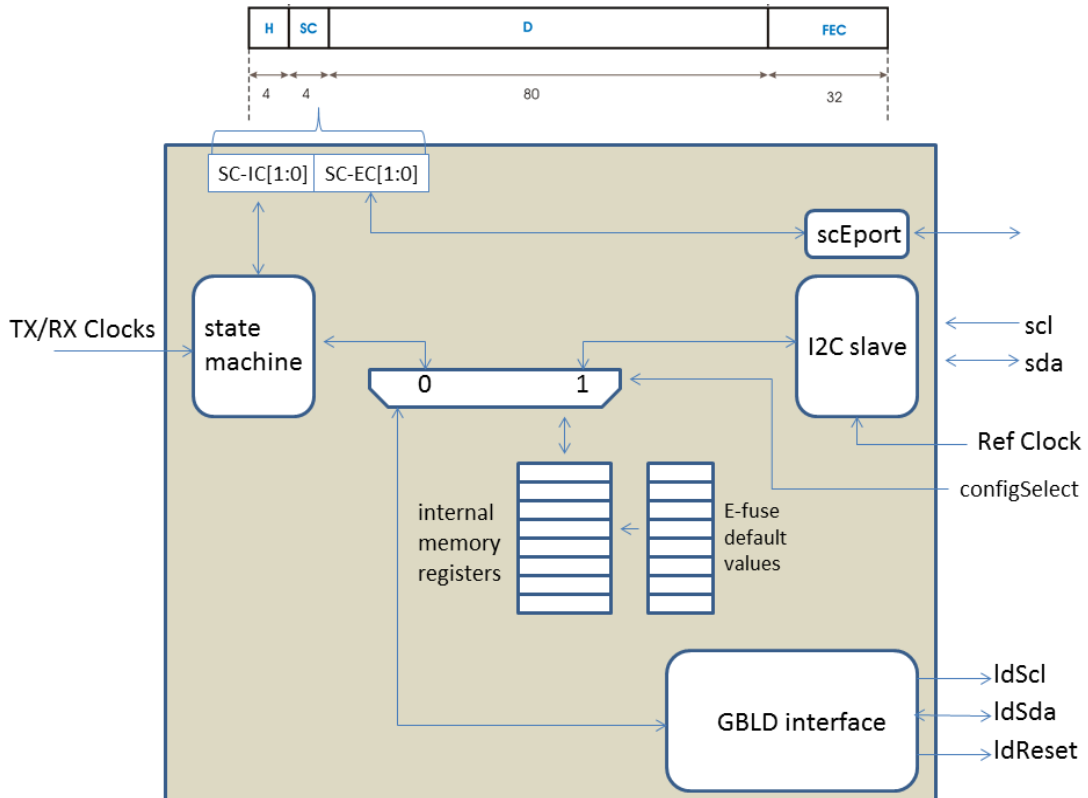 H SC D FEC
4 4 80 32
SC-IC[1:0] SC-EC[1:0]
scEport
TX/RX Clocks
state
machine
I2C slave
scl
sda
0 1
Ref Clock
configSelect
internal
memory
registers
E-fuse
default
values
GBLD interface
ldScl
ldSda
ldReset